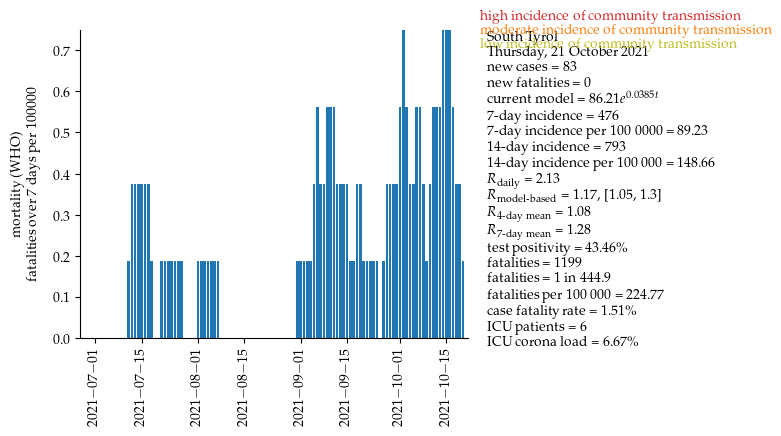 high incidence of community transmission
moderate incidence of community transmission
South Tyrol
low incidence of community transmission
Thursday, 21 October 2021
new cases = 83
new fatalities = 0
current model = 86.21e^{0.0385t}
7-day incidence = 476
7-day incidence per 100 0000 = 89.23
14-day incidence = 793
14-day incidence per 100 000 = 148.66
R_daily = 2.13
R_model-based = 1.17, [1.05, 1.3]
R_4-day mean = 1.08
R_7-day mean = 1.28
test positivity = 43.46%
fatalities = 1199
fatalities = 1 in 444.9
fatalities per 100 000 = 224.77
case fatality rate = 1.51%
ICU patients = 6
ICU corona load = 6.67%
mortality (WHO)
fatalities over 7 days per 100000
0.7
0.6
0.5
0.4
0.3
0.2
0.1
0.0
2021−07−01
2021−07−15
2021−08−01
2021−08−15
2021−09−01
2021−09−15
2021−10−01
2021−10−15